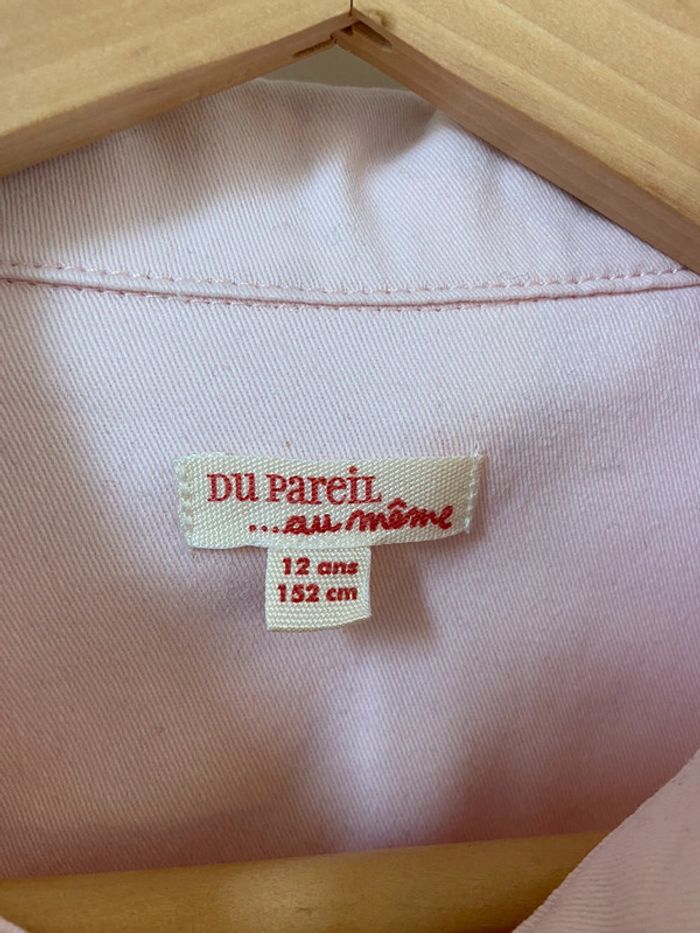 Du Pareil
...au même
12 ans
152 cm